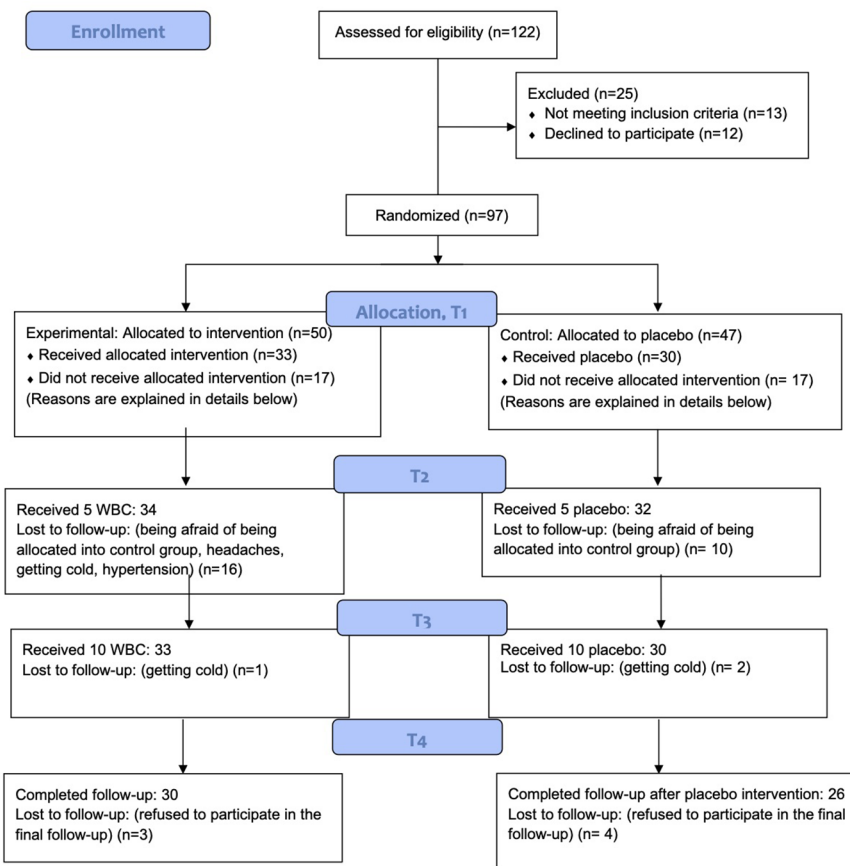 Enrollment
Assessed for eligibility (n=122)
Excluded (n=25)
♦ Not meeting inclusion criteria (n=13)
♦ Declined to participate (n=12)
Randomized (n=97)
Allocation, T1
Experimental: Allocated to intervention (n=50)
♦ Received allocated intervention (n=33)
♦ Did not receive allocated intervention (n=17)
(Reasons are explained in details below)
Control: Allocated to placebo (n=47)
♦ Received placebo (n=30)
♦ Did not receive allocated intervention (n= 17)
(Reasons are explained in details below)
T2
Received 5 WBC: 34
Lost to follow-up: (being afraid of being
allocated into control group, headaches,
getting cold, hypertension) (n=16)
Received 5 placebo: 32
Lost to follow-up: (being afraid of being
allocated into control group) (n= 10)
T3
Received 10 WBC: 33
Lost to follow-up: (getting cold) (n=1)
Received 10 placebo: 30
Lost to follow-up: (getting cold) (n= 2)
T4
Completed follow-up: 30
Lost to follow-up: (refused to participate in the
final follow-up) (n=3)
Completed follow-up after placebo intervention: 26
Lost to follow-up: (refused to participate in the final
follow-up) (n= 4)